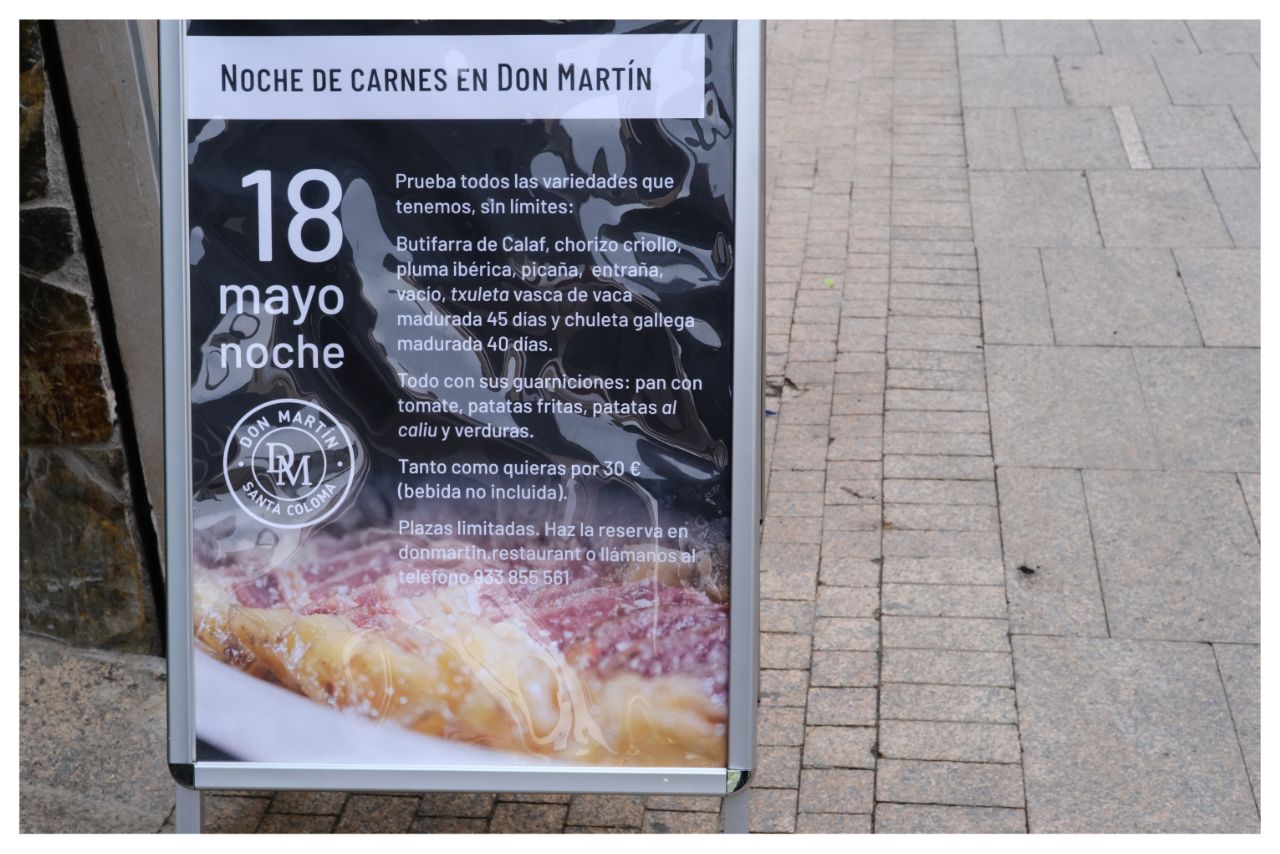 Noche de carnes en Don Martín
18
mayo
noche
DON MARTÍN
DM
SANTA COLOMA
Prueba todos las variedades que
tenemos, sin límites:
Butifarra de Calaf, chorizo criollo,
pluma ibérica, picaña, entraña,
vacío, txuleta vasca de vaca
madurada 45 días y chuleta gallega
madurada 40 días.
Todo con sus guarniciones: pan con
tomate, patatas fritas, patatas al
caliu y verduras.
Tanto como quieras por 30 €
(bebida no incluida).
Plazas limitadas. Haz la reserva en
donmartin.restaurant o llámanos al
teléfono 933 855 561